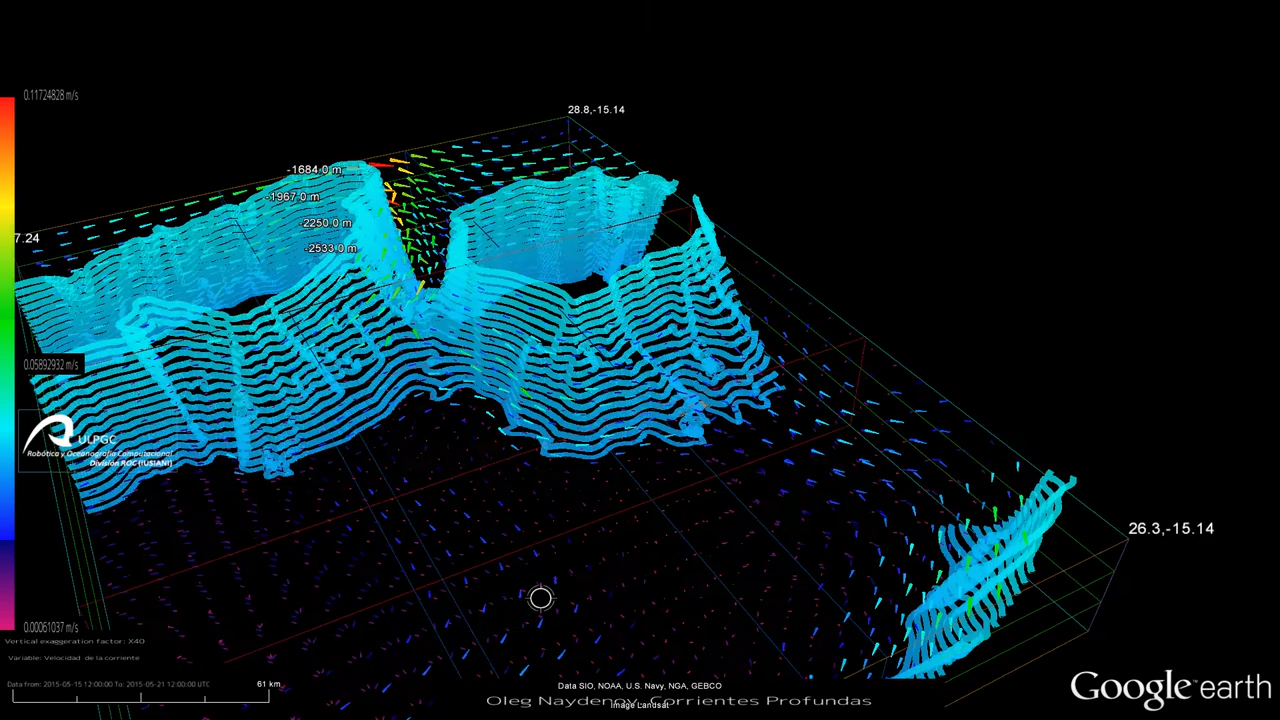 0.11724828 m/s
28.8,-15.14
-1684.0 m
-1967.0 m
-2250.0 m
7.24
-2533.0 m
0.05892932 m/s
ULPGC
Robótica y Oceanografía Computacional
División ROC (IUSIANI)
26.3,-15.14
0.00061037 m/s
Vertical exaggeration factor: X40
Variable: Velocidad de la corriente
Data from: 2015-05-15 12:00:00 To: 2015-05-21 12:00:00 UTC
61 km
Data SIO, NOAA, U.S. Navy, NGA, GEBCO
Oleg Naydenov Corrientes Profundas
Image Landsat
Google earth